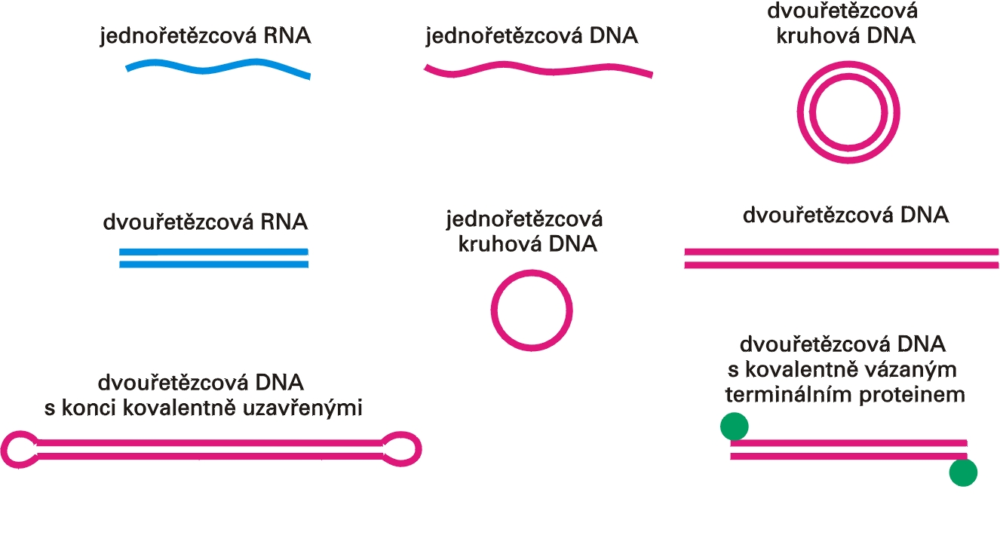 jednořetězcová RNA
jednořetězcová DNA
dvouřetězcová
kruhová DNA
dvouřetězcová RNA
jednořetězcová
kruhová DNA
dvouřetězcová DNA
dvouřetězcová DNA
s konci kovalentně uzavřenými
dvouřetězcová DNA
s kovalentně vázaným
terminálním proteinem